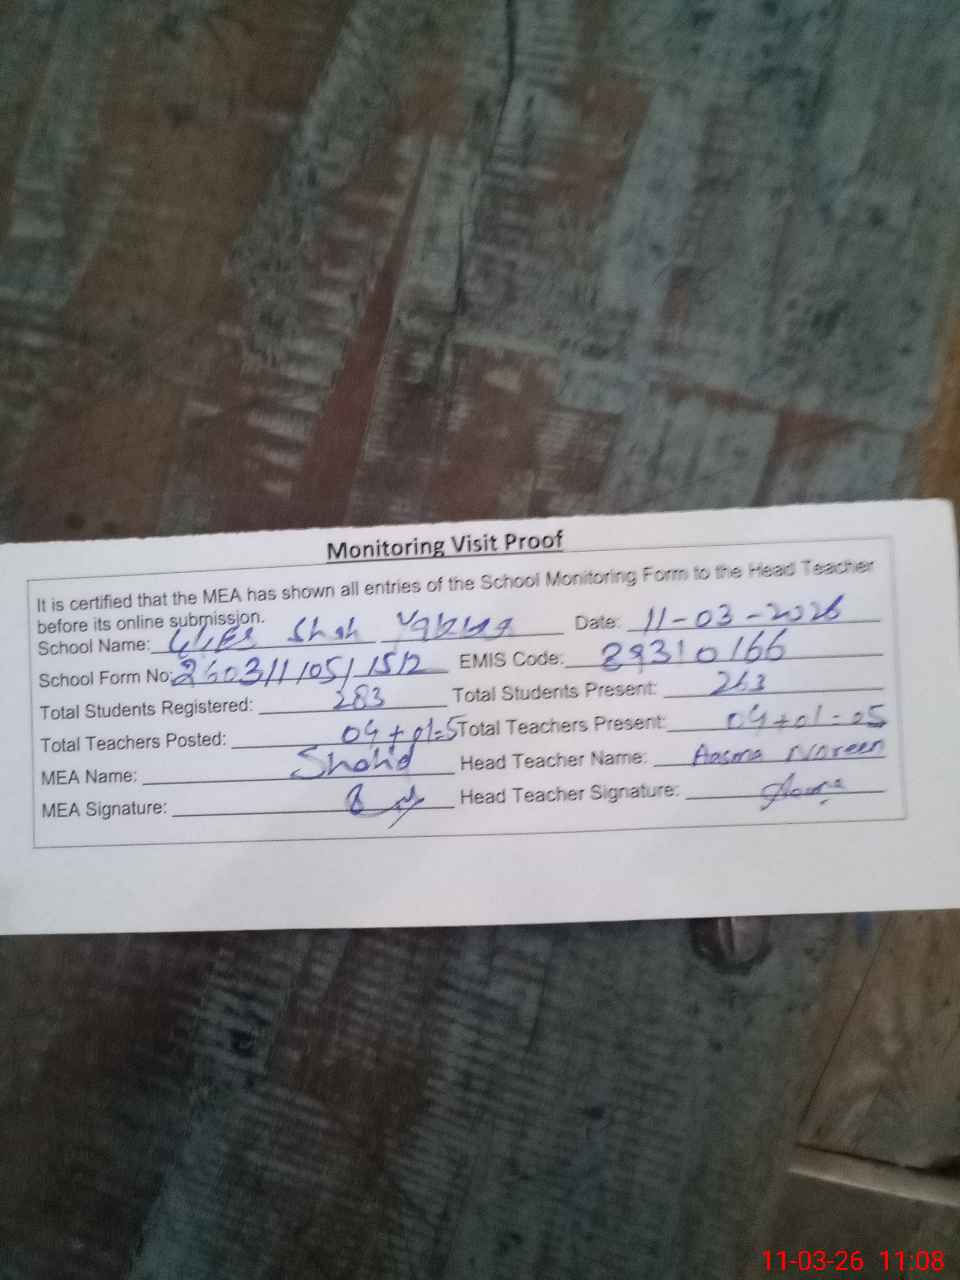 Monitoring Visit Proof
It is certified that the MEA has shown all entries of the School Monitoring Form to the Head Teacher
before its online submission.
School Name: Shah Date: 11-03-2026
School Form No: 26031110511512 EMIS Code: 39310166
Total Students Registered: 283 Total Students Present: 263
Total Teachers Posted: 04+01=5 Total Teachers Present: 04+01=05
MEA Name: Shahid Head Teacher Name: Aasma Noreen
MEA Signature: Head Teacher Signature:
11-03-26 11:08